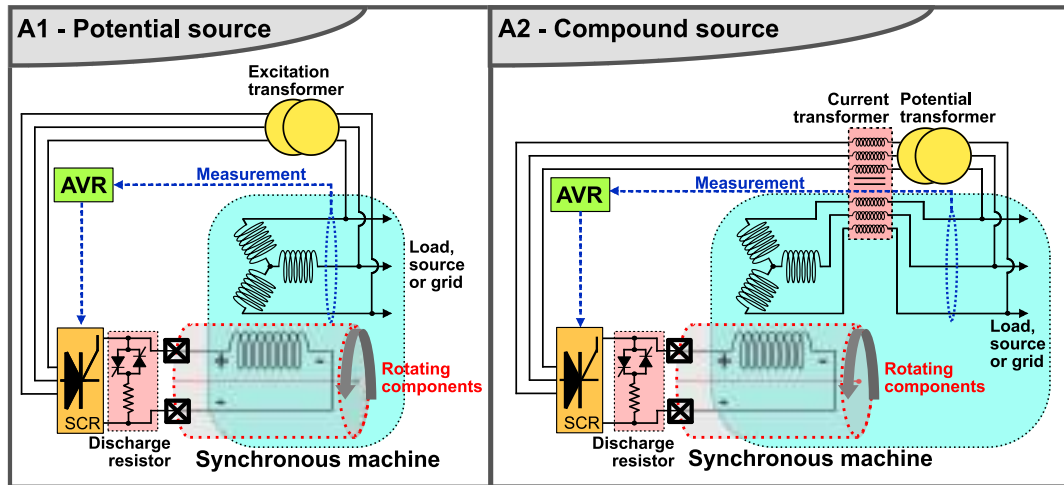 A1 - Potential source
Excitation
transformer
AVR
Measurement
Load,
source
or grid
Rotating
components
+
-
-
SCR
Discharge
resistor
Synchronous machine
A2 - Compound source
Current
transformer
Potential
transformer
AVR
Measurement
Load,
source
or grid
Rotating
components
+
-
-
SCR
Discharge
resistor
Synchronous machine